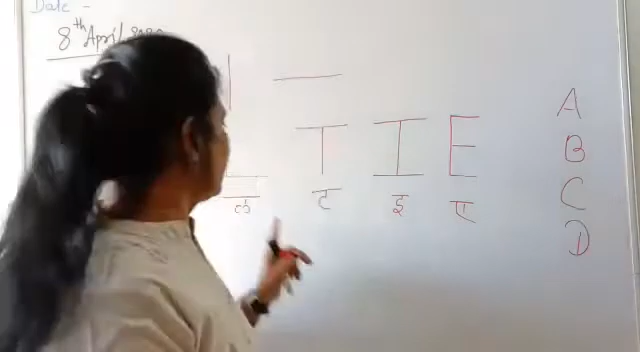 Date -
8th April
T I E
ल ट इ ए
A
B
C
D